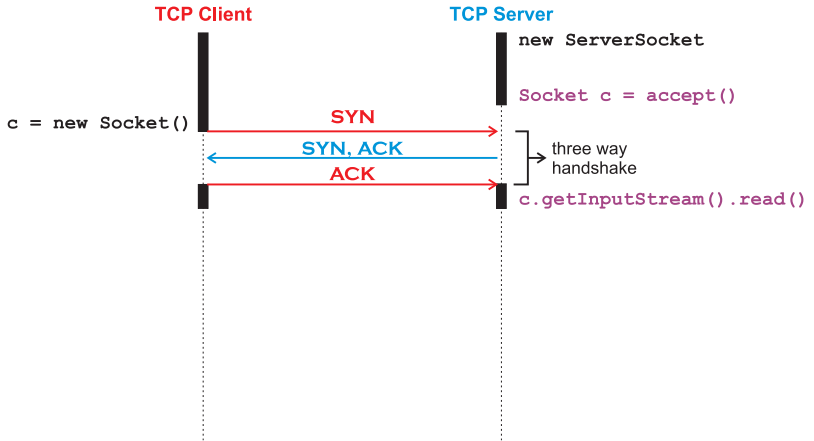 TCP Client
TCP Server
new ServerSocket
Socket c = accept()
c = new Socket()
SYN
SYN, ACK
three way
handshake
ACK
c.getInputStream().read()